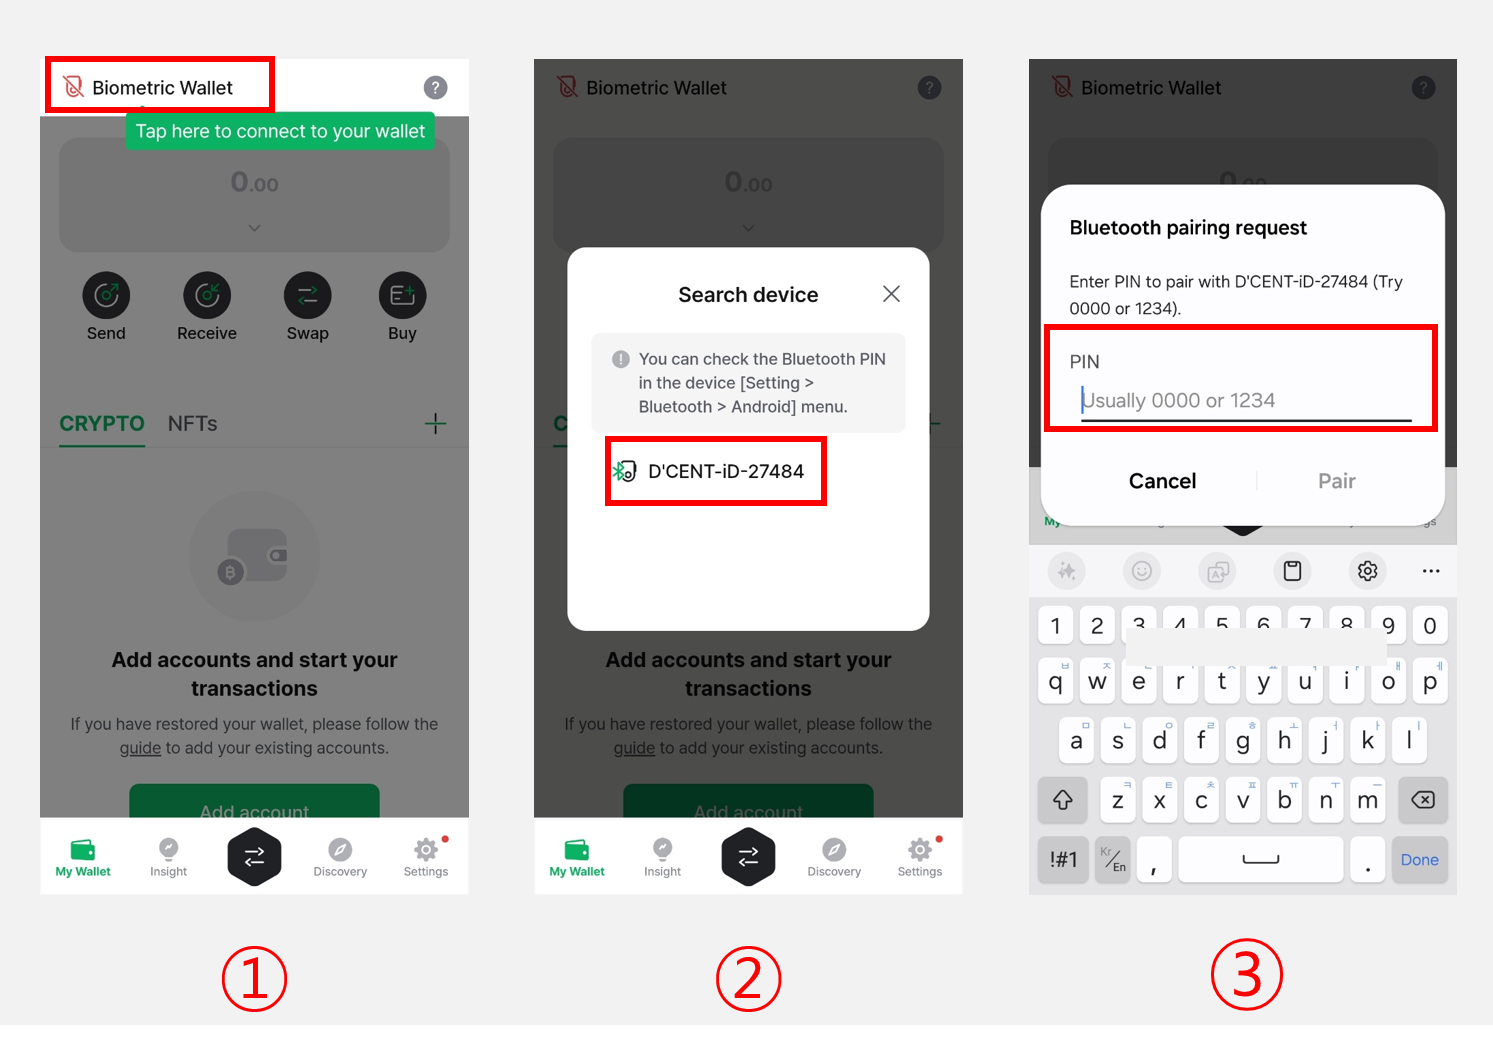 Biometric Wallet
?
Tap here to connect to your wallet
0.00
Send
Receive
Swap
Buy
CRYPTO
NFTs
Add accounts and start your
transactions
If you have restored your wallet, please follow the
guide to add your existing accounts.
Add account
My Wallet
Insight
Discovery
Settings
①
Biometric Wallet
?
0.00
Search device
You can check the Bluetooth PIN
in the device [Setting >
Bluetooth > Android] menu.
D'CENT-iD-27484
C
Add accounts and start your
transactions
If you have restored your wallet, please follow the
guide to add your existing accounts.
Add account
My Wallet
Insight
Discovery
Settings
②
Biometric Wallet
?
0.00
Bluetooth pairing request
Enter PIN to pair with D'CENT-iD-27484 (Try
0000 or 1234).
PIN
Usually 0000 or 1234
Cancel
Pair
My
gs
1 2 3 4 5 6 7 8 9 0
q w e r t y u i o p
a s d f g h j k l
z x c v b n m
!#1 Kr/En , . Done
③